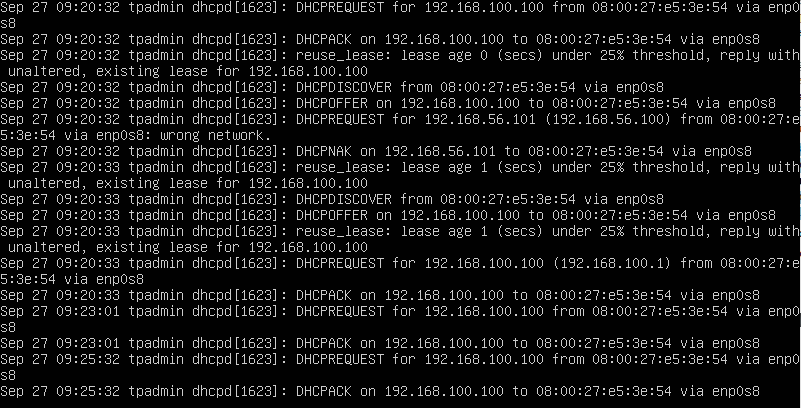 Sep 27 09:20:32 tpadmin dhcpd[1623]: DHCPREQUEST for 192.168.100.100 from 08:00:27:e5:3e:54 via enp0
s8
Sep 27 09:20:32 tpadmin dhcpd[1623]: DHCPACK on 192.168.100.100 to 08:00:27:e5:3e:54 via enp0s8
Sep 27 09:20:32 tpadmin dhcpd[1623]: reuse_lease: lease age 0 (secs) under 25% threshold, reply with
 unaltered, existing lease for 192.168.100.100
Sep 27 09:20:32 tpadmin dhcpd[1623]: DHCPDISCOVER from 08:00:27:e5:3e:54 via enp0s8
Sep 27 09:20:32 tpadmin dhcpd[1623]: DHCPOFFER on 192.168.100.100 to 08:00:27:e5:3e:54 via enp0s8
Sep 27 09:20:32 tpadmin dhcpd[1623]: DHCPREQUEST for 192.168.56.101 (192.168.56.100) from 08:00:27:e
5:3e:54 via enp0s8: wrong network.
Sep 27 09:20:32 tpadmin dhcpd[1623]: DHCPNAK on 192.168.56.101 to 08:00:27:e5:3e:54 via enp0s8
Sep 27 09:20:33 tpadmin dhcpd[1623]: reuse_lease: lease age 1 (secs) under 25% threshold, reply with
 unaltered, existing lease for 192.168.100.100
Sep 27 09:20:33 tpadmin dhcpd[1623]: DHCPDISCOVER from 08:00:27:e5:3e:54 via enp0s8
Sep 27 09:20:33 tpadmin dhcpd[1623]: DHCPOFFER on 192.168.100.100 to 08:00:27:e5:3e:54 via enp0s8
Sep 27 09:20:33 tpadmin dhcpd[1623]: reuse_lease: lease age 1 (secs) under 25% threshold, reply with
 unaltered, existing lease for 192.168.100.100
Sep 27 09:20:33 tpadmin dhcpd[1623]: DHCPREQUEST for 192.168.100.100 (192.168.100.1) from 08:00:27:e
5:3e:54 via enp0s8
Sep 27 09:20:33 tpadmin dhcpd[1623]: DHCPACK on 192.168.100.100 to 08:00:27:e5:3e:54 via enp0s8
Sep 27 09:23:01 tpadmin dhcpd[1623]: DHCPREQUEST for 192.168.100.100 from 08:00:27:e5:3e:54 via enp0
s8
Sep 27 09:23:01 tpadmin dhcpd[1623]: DHCPACK on 192.168.100.100 to 08:00:27:e5:3e:54 via enp0s8
Sep 27 09:25:32 tpadmin dhcpd[1623]: DHCPREQUEST for 192.168.100.100 from 08:00:27:e5:3e:54 via enp0
s8
Sep 27 09:25:32 tpadmin dhcpd[1623]: DHCPACK on 192.168.100.100 to 08:00:27:e5:3e:54 via enp0s8